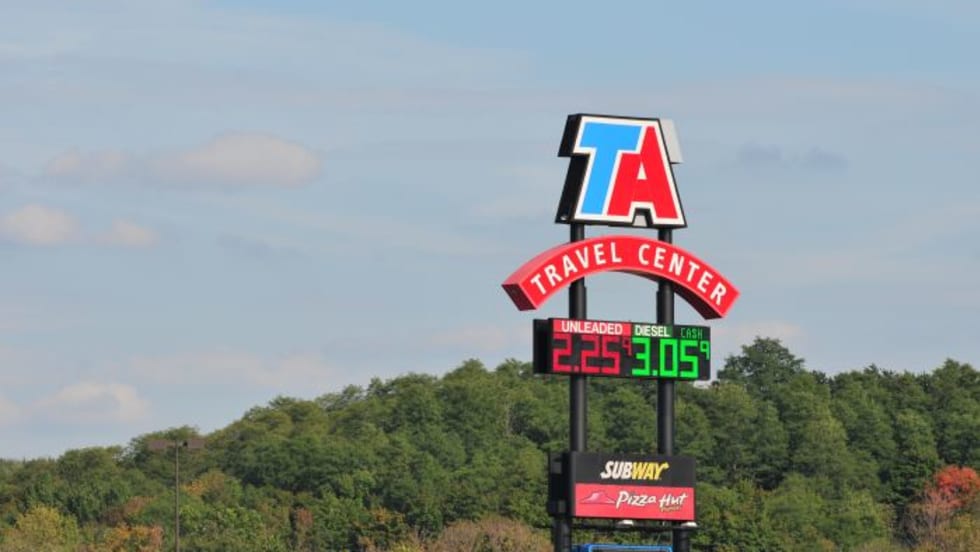 TA
TRAVEL CENTER
UNLEADED DIESEL CASH
2.25⁹ 3.05⁹
SUBWAY
Pizza Hut